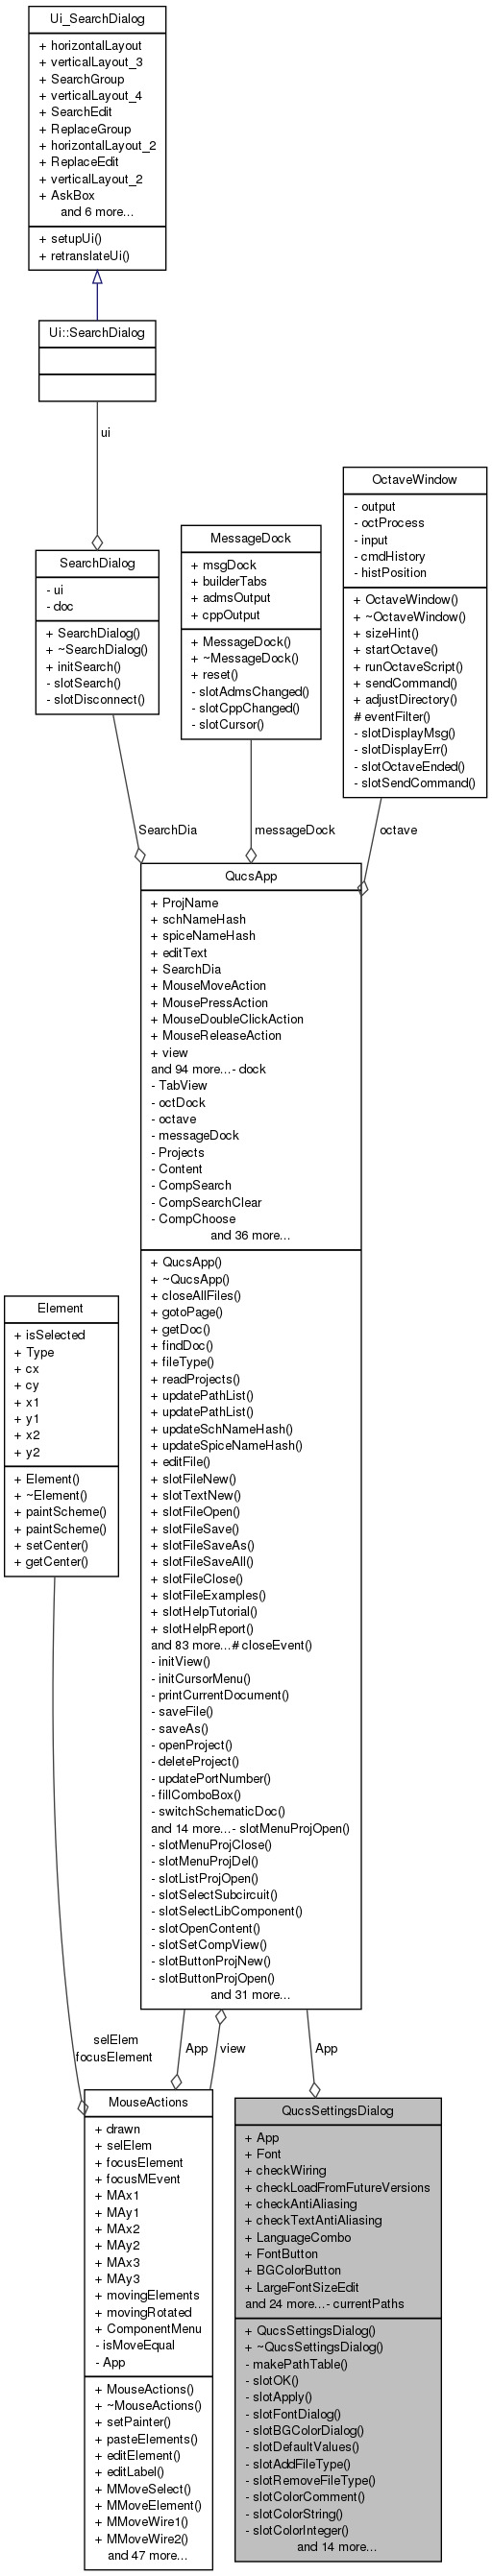 Ui_SearchDialog
+ horizontalLayout
+ verticalLayout_3
+ SearchGroup
+ verticalLayout_4
+ SearchEdit
+ ReplaceGroup
+ horizontalLayout_2
+ ReplaceEdit
+ verticalLayout_2
+ AskBox
and 6 more...
+ setupUi()
+ retranslateUi()
Ui::SearchDialog
ui
SearchDialog
- ui
- doc
+ SearchDialog()
+ ~SearchDialog()
+ initSearch()
- slotSearch()
- slotDisconnect()
MessageDock
+ msgDock
+ builderTabs
+ admsOutput
+ cppOutput
+ MessageDock()
+ ~MessageDock()
+ reset()
- slotAdmsChanged()
- slotCppChanged()
- slotCursor()
OctaveWindow
- output
- octProcess
- input
- cmdHistory
- histPosition
+ OctaveWindow()
+ ~OctaveWindow()
+ sizeHint()
+ startOctave()
+ runOctaveScript()
+ sendCommand()
+ adjustDirectory()
# eventFilter()
- slotDisplayMsg()
- slotDisplayErr()
- slotOctaveEnded()
- slotSendCommand()
SearchDia
messageDock
octave
QucsApp
+ ProjName
+ schNameHash
+ spiceNameHash
+ editText
+ SearchDia
+ MouseMoveAction
+ MousePressAction
+ MouseDoubleClickAction
+ MouseReleaseAction
+ view
and 94 more...- dock
- TabView
- octDock
- octave
- messageDock
- Projects
- Content
- CompSearch
- CompSearchClear
- CompChoose
and 36 more...
+ QucsApp()
+ ~QucsApp()
+ closeAllFiles()
+ gotoPage()
+ getDoc()
+ findDoc()
+ fileType()
+ readProjects()
+ updatePathList()
+ updatePathList()
+ updateSchNameHash()
+ updateSpiceNameHash()
+ editFile()
+ slotFileNew()
+ slotTextNew()
+ slotFileOpen()
+ slotFileSave()
+ slotFileSaveAs()
+ slotFileSaveAll()
+ slotFileClose()
+ slotFileExamples()
+ slotHelpTutorial()
+ slotHelpReport()
and 83 more...# closeEvent()
- initView()
- initCursorMenu()
- printCurrentDocument()
- saveFile()
- saveAs()
- openProject()
- deleteProject()
- updatePortNumber()
- fillComboBox()
- switchSchematicDoc()
and 14 more...- slotMenuProjOpen()
- slotMenuProjClose()
- slotMenuProjDel()
- slotListProjOpen()
- slotSelectSubcircuit()
- slotSelectLibComponent()
- slotOpenContent()
- slotSetCompView()
- slotButtonProjNew()
- slotButtonProjOpen()
and 31 more...
Element
+ isSelected
+ Type
+ cx
+ cy
+ x1
+ y1
+ x2
+ y2
+ Element()
+ ~Element()
+ paintScheme()
+ paintScheme()
+ setCenter()
+ getCenter()
selElem
focusElement
App
view
App
MouseActions
+ drawn
+ selElem
+ focusElement
+ focusMEvent
+ MAx1
+ MAy1
+ MAx2
+ MAy2
+ MAx3
+ MAy3
+ movingElements
+ movingRotated
+ ComponentMenu
- isMoveEqual
- App
+ MouseActions()
+ ~MouseActions()
+ setPainter()
+ pasteElements()
+ editElement()
+ editLabel()
+ MMoveSelect()
+ MMoveElement()
+ MMoveWire1()
+ MMoveWire2()
and 47 more...
QucsSettingsDialog
+ App
+ Font
+ checkWiring
+ checkLoadFromFutureVersions
+ checkAntiAliasing
+ checkTextAntiAliasing
+ LanguageCombo
+ FontButton
+ BGColorButton
+ LargeFontSizeEdit
and 24 more...- currentPaths
+ QucsSettingsDialog()
+ ~QucsSettingsDialog()
- makePathTable()
- slotOK()
- slotApply()
- slotFontDialog()
- slotBGColorDialog()
- slotDefaultValues()
- slotAddFileType()
- slotRemoveFileType()
- slotColorComment()
- slotColorString()
- slotColorInteger()
and 14 more...